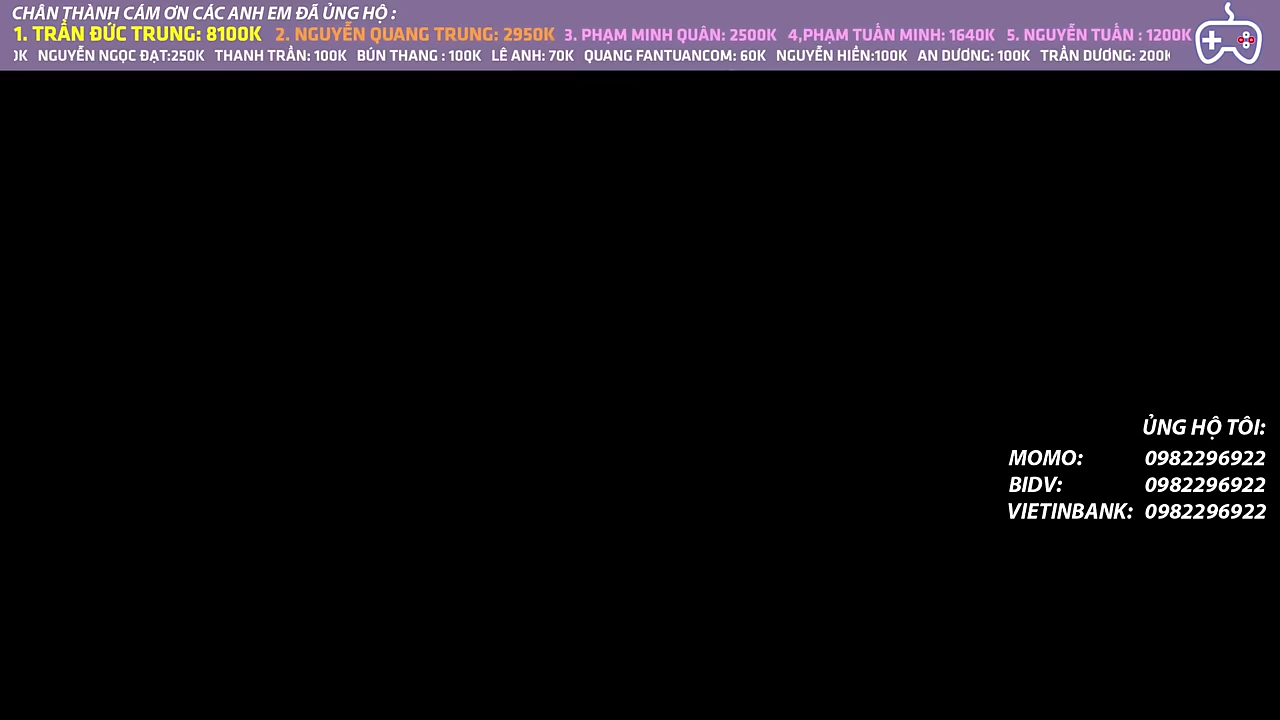 CHÂN THÀNH CÁM ƠN CÁC ANH EM ĐÃ ỦNG HỘ :
1. TRẦN ĐỨC TRUNG: 8100K 2. NGUYỄN QUANG TRUNG: 2950K 3. PHẠM MINH QUÂN: 2500K 4,PHẠM TUẤN MINH: 1640K 5. NGUYỄN TUẤN : 1200K
NGUYỄN NGỌC ĐẠT:250K THANH TRẦN: 100K BÚN THANG : 100K LÊ ANH: 70K QUANG FANTUANCOM: 60K NGUYỄN HIỀN:100K AN DƯƠNG: 100K TRẦN DƯƠNG: 200K
ỦNG HỘ TÔI:
MOMO: 0982296922
BIDV: 0982296922
VIETINBANK: 0982296922